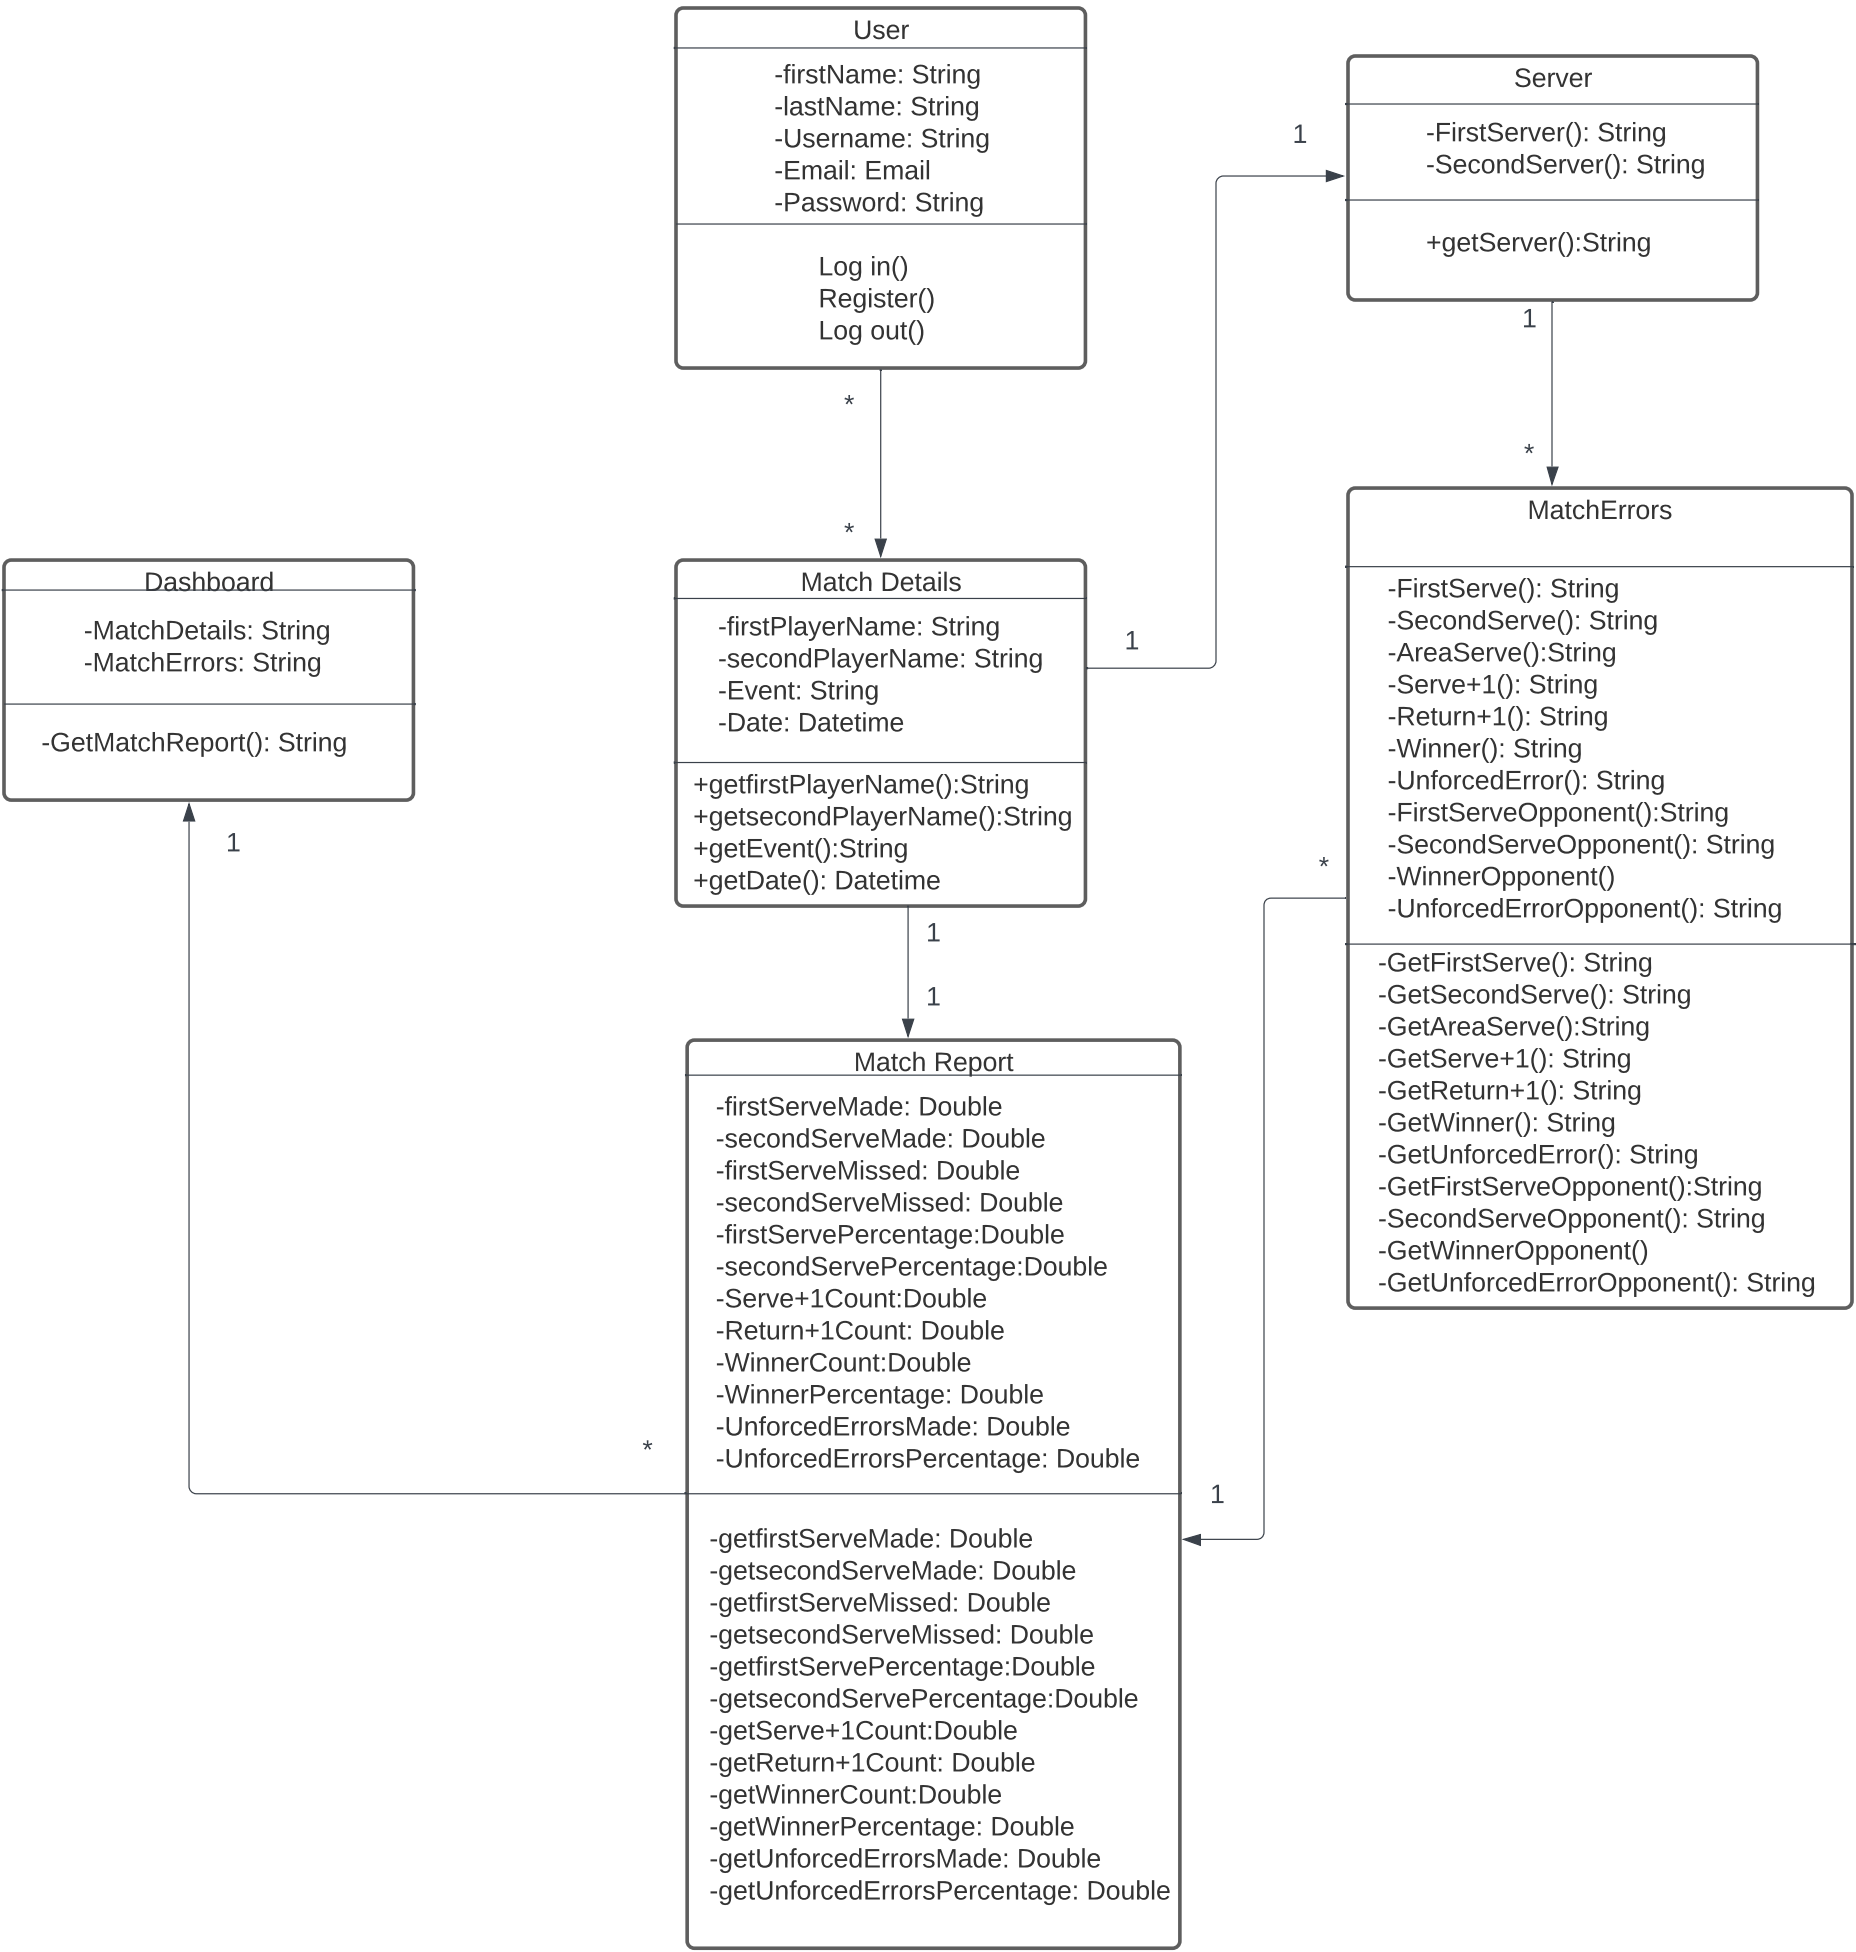 User
-firstName: String
-lastName: String
-Username: String
-Email: Email
-Password: String
Log in()
Register()
Log out()
Server
-FirstServer(): String
-SecondServer(): String
+getServer():String
1
1
*
*
*
1
Dashboard
-MatchDetails: String
-MatchErrors: String
-GetMatchReport(): String
1
Match Details
-firstPlayerName: String
-secondPlayerName: String
-Event: String
-Date: Datetime
+getfirstPlayerName():String
+getsecondPlayerName():String
+getEvent():String
+getDate(): Datetime
1
1
MatchErrors
-FirstServe(): String
-SecondServe(): String
-AreaServe():String
-Serve+1(): String
-Return+1(): String
-Winner(): String
-UnforcedError(): String
-FirstServeOpponent():String
-SecondServeOpponent(): String
-WinnerOpponent()
-UnforcedErrorOpponent(): String
-GetFirstServe(): String
-GetSecondServe(): String
-GetAreaServe():String
-GetServe+1(): String
-GetReturn+1(): String
-GetWinner(): String
-GetUnforcedError(): String
-GetFirstServeOpponent():String
-SecondServeOpponent(): String
-GetWinnerOpponent()
-GetUnforcedErrorOpponent(): String
*
Match Report
-firstServeMade: Double
-secondServeMade: Double
-firstServeMissed: Double
-secondServeMissed: Double
-firstServePercentage:Double
-secondServePercentage:Double
-Serve+1Count:Double
-Return+1Count: Double
-WinnerCount:Double
-WinnerPercentage: Double
-UnforcedErrorsMade: Double
-UnforcedErrorsPercentage: Double
*
1
-getfirstServeMade: Double
-getsecondServeMade: Double
-getfirstServeMissed: Double
-getsecondServeMissed: Double
-getfirstServePercentage:Double
-getsecondServePercentage:Double
-getServe+1Count:Double
-getReturn+1Count: Double
-getWinnerCount:Double
-getWinnerPercentage: Double
-getUnforcedErrorsMade: Double
-getUnforcedErrorsPercentage: Double